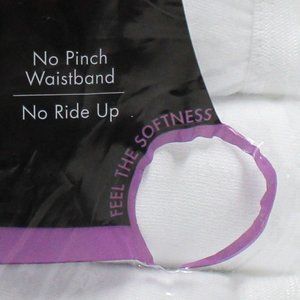 No Pinch
Waistband
No Ride Up
FEEL THE SOFTNESS